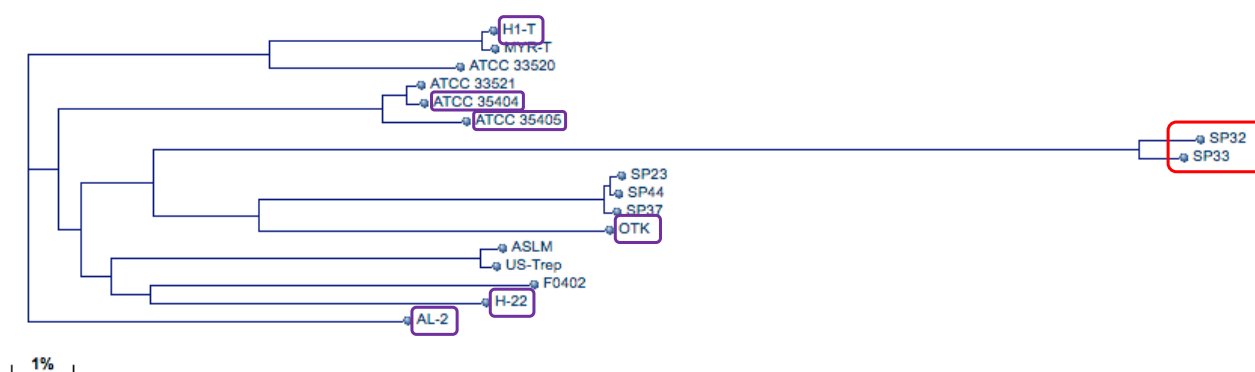 H1-T
MYR-T
ATCC 33520
ATCC 33521
ATCC 35404
ATCC 35405
SP32
SP33
SP23
SP44
SP37
OTK
ASLM
US-Trep
F0402
H-22
AL-2
1%